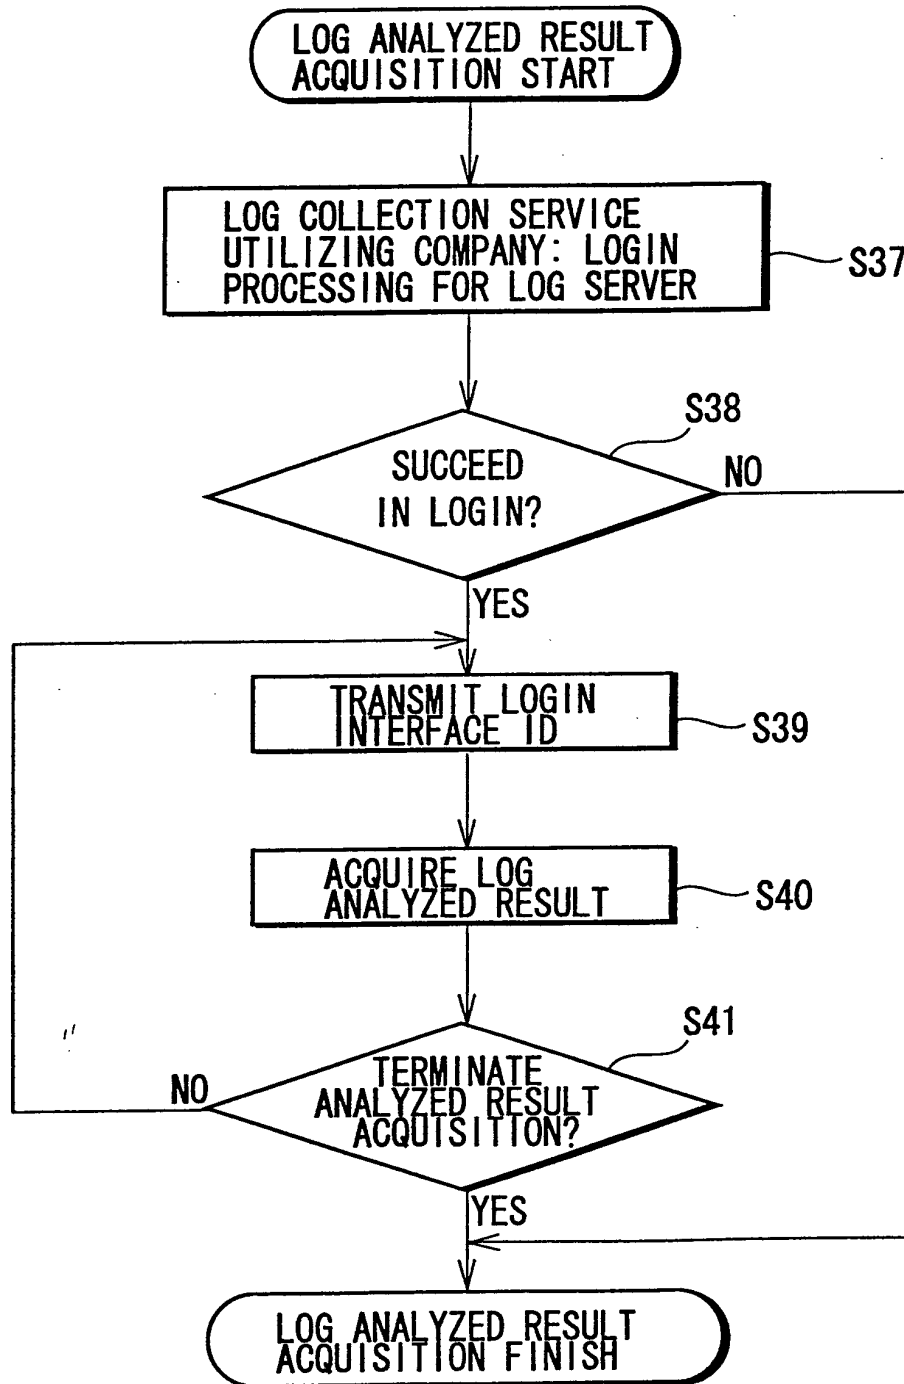 LOG ANALYZED RESULT
ACQUISITION START
LOG COLLECTION SERVICE
UTILIZING COMPANY: LOGIN
PROCESSING FOR LOG SERVER
S37
S38
SUCCEED
IN LOGIN?
NO
YES
TRANSMIT LOGIN
INTERFACE ID
S39
ACQUIRE LOG
ANALYZED RESULT
S40
S41
TERMINATE
ANALYZED RESULT
ACQUISITION?
NO
YES
LOG ANALYZED RESULT
ACQUISITION FINISH